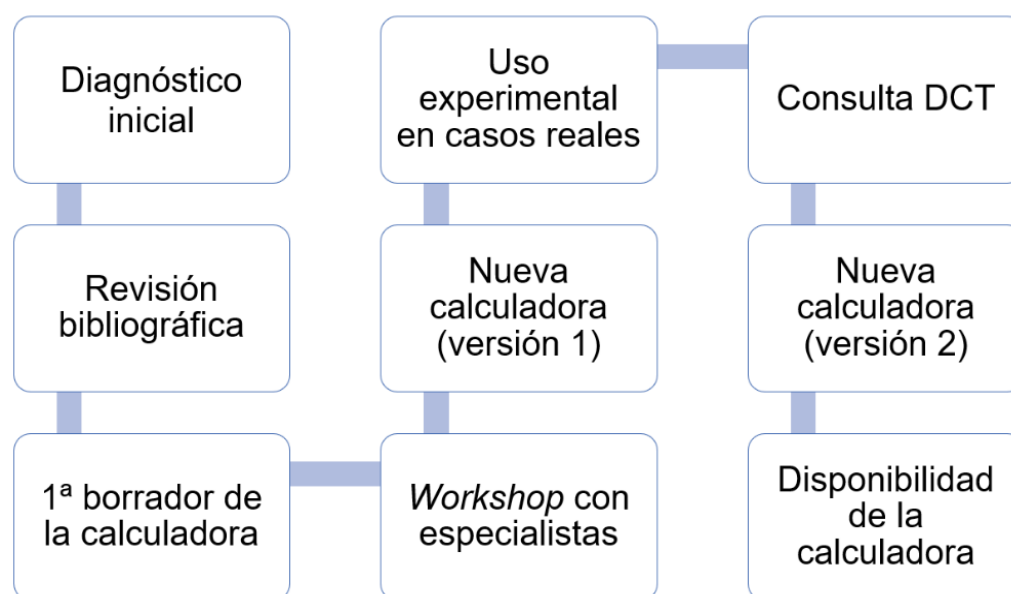 Diagnóstico
inicial
Revisión
bibliográfica
1ª borrador de
la calculadora
Workshop con
especialistas
Nueva
calculadora
(versión 1)
Uso
experimental
en casos reales
Consulta DCT
Nueva
calculadora
(versión 2)
Disponibilidad
de la
calculadora